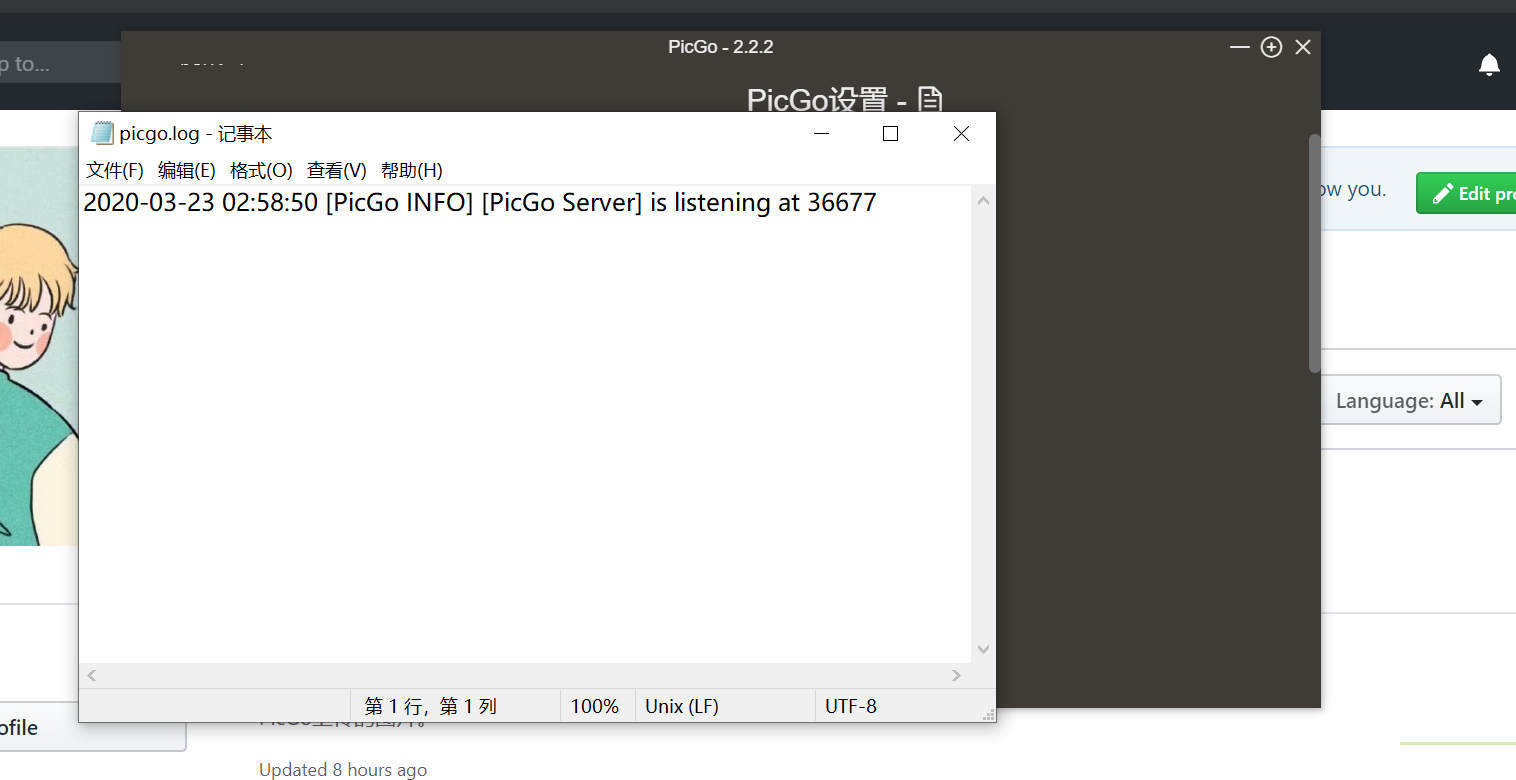 PicGo - 2.2.2
p to...
PicGo设置 -
picgo.log - 记事本
文件(F) 编辑(E) 格式(O) 查看(V) 帮助(H)
2020-03-23 02:58:50 [PicGo INFO] [PicGo Server] is listening at 36677
ow you.
Edit pro
Language: All
第 1 行，第 1 列 100% Unix (LF) UTF-8
ofile
Updated 8 hours ago